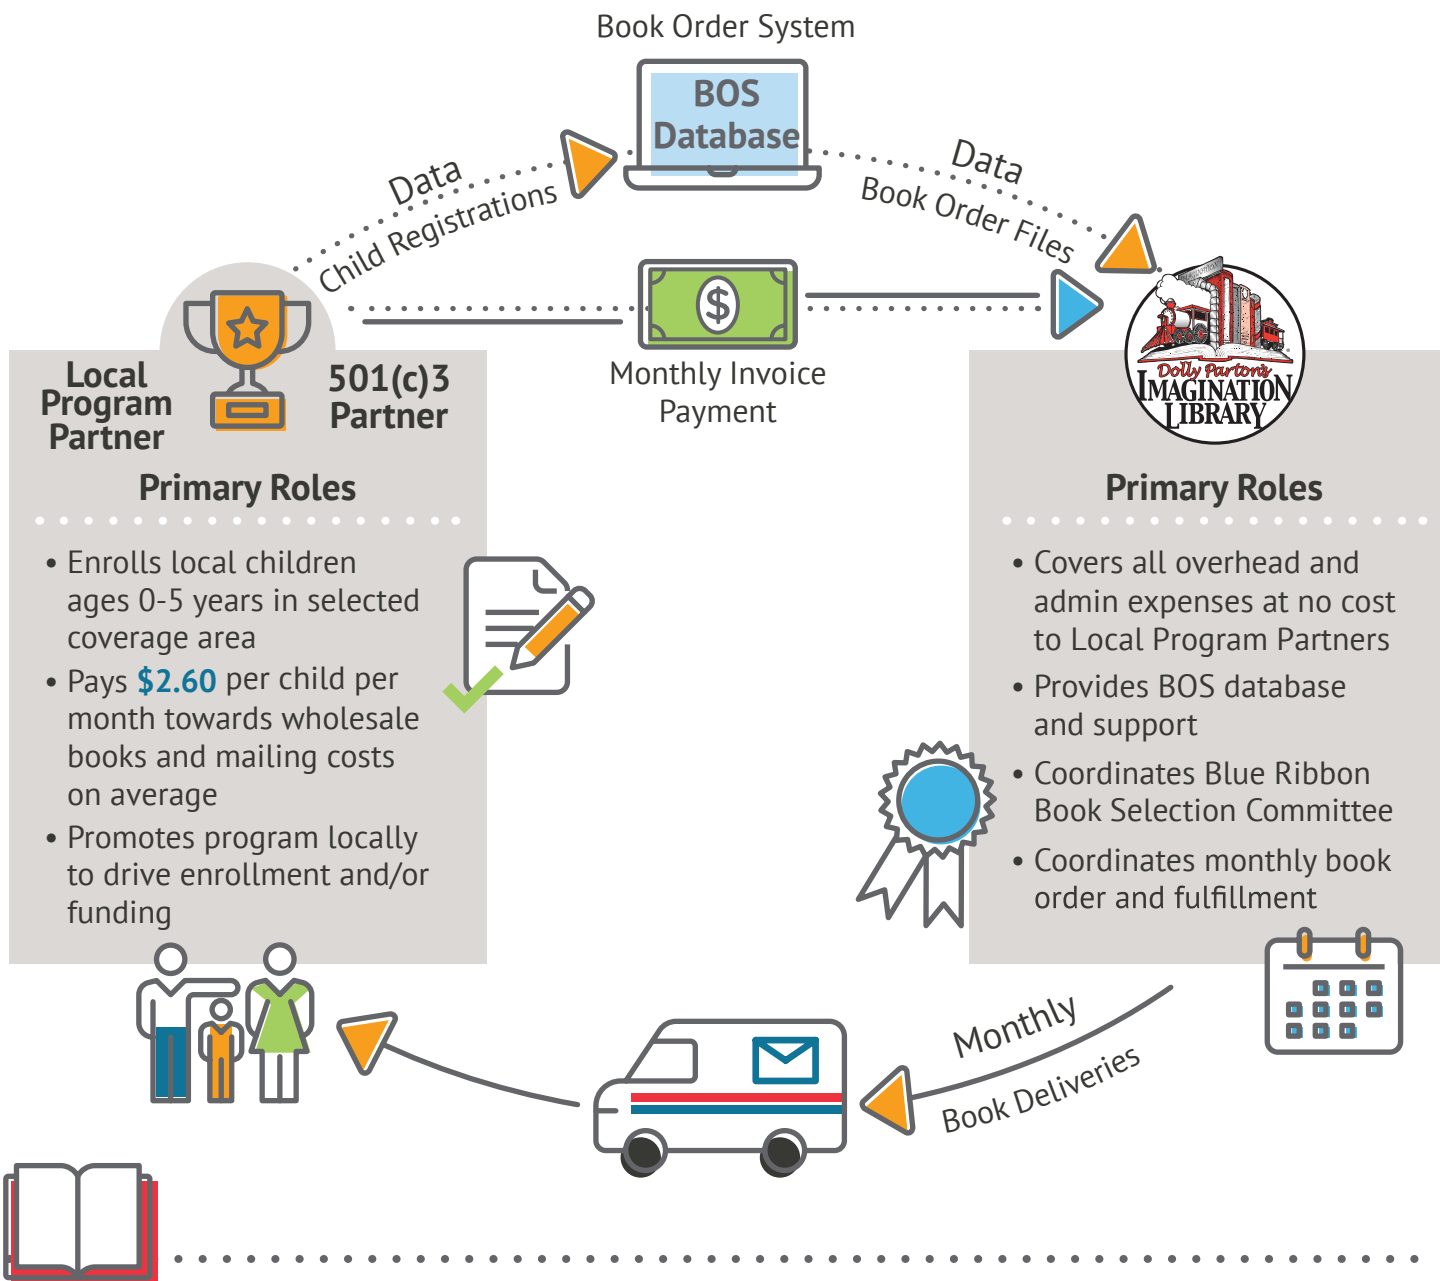 Book Order System
BOS
Database
Data
Child Registrations
Data
Book Order Files
$
Monthly Invoice
Payment
Local
Program
Partner
501(c)3
Partner
Dolly Parton's
IMAGINATION
LIBRARY
Primary Roles
• Enrolls local children
ages 0-5 years in selected
coverage area
• Pays $2.60 per child per
month towards wholesale
books and mailing costs
on average
• Promotes program locally
to drive enrollment and/or
funding
Primary Roles
• Covers all overhead and
admin expenses at no cost
to Local Program Partners
• Provides BOS database
and support
• Coordinates Blue Ribbon
Book Selection Committee
• Coordinates monthly book
order and fulfillment
Monthly
Book Deliveries